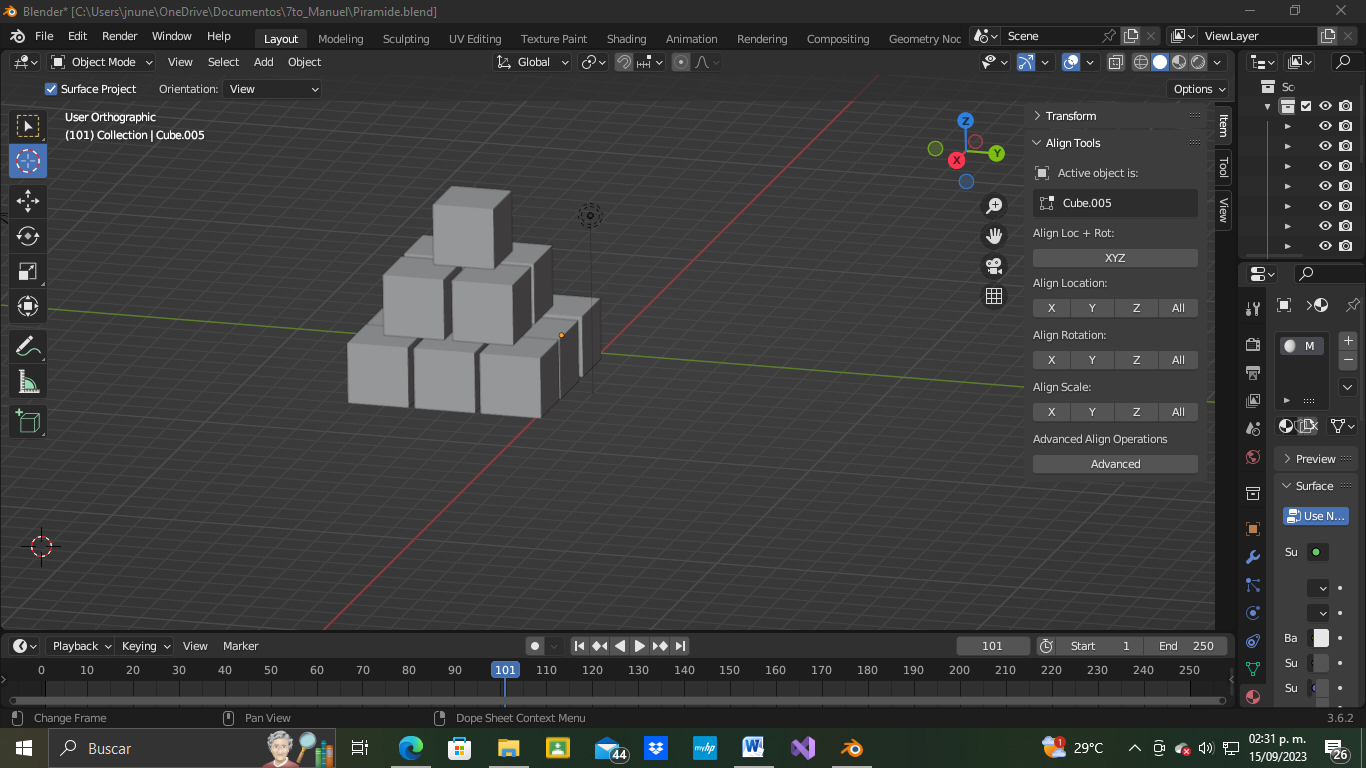 Blender* [C:\Users\jnune\OneDrive\Documentos\7to_Manuel\Piramide.blend]
File Edit Render Window Help Layout Modeling Sculpting UV Editing Texture Paint Shading Animation Rendering Compositing Geometry Noc Scene ViewLayer
Object Mode View Select Add Object Global
Surface Project Orientation: View Options
User Orthographic
(101) Collection | Cube.005
Z
Y
X
Transform
Align Tools
Active object is:
Cube.005
Align Loc + Rot:
XYZ
Align Location:
X Y Z All
Align Rotation:
X Y Z All
Align Scale:
X Y Z All
Advanced Align Operations
Advanced
Item
Tool
View
Sc
M
Preview
Surface
Use N...
Su
Ba
Su
Su
Playback Keying View Marker 101 Start 1 End 250
0 10 20 30 40 50 60 70 80 90 101 110 120 130 140 150 160 170 180 190 200 210 220 230 240 250
Change Frame Pan View Dope Sheet Context Menu 3.6.2
Buscar 44 myhp W 1 29°C 02:31 p. m.
15/09/2023 26